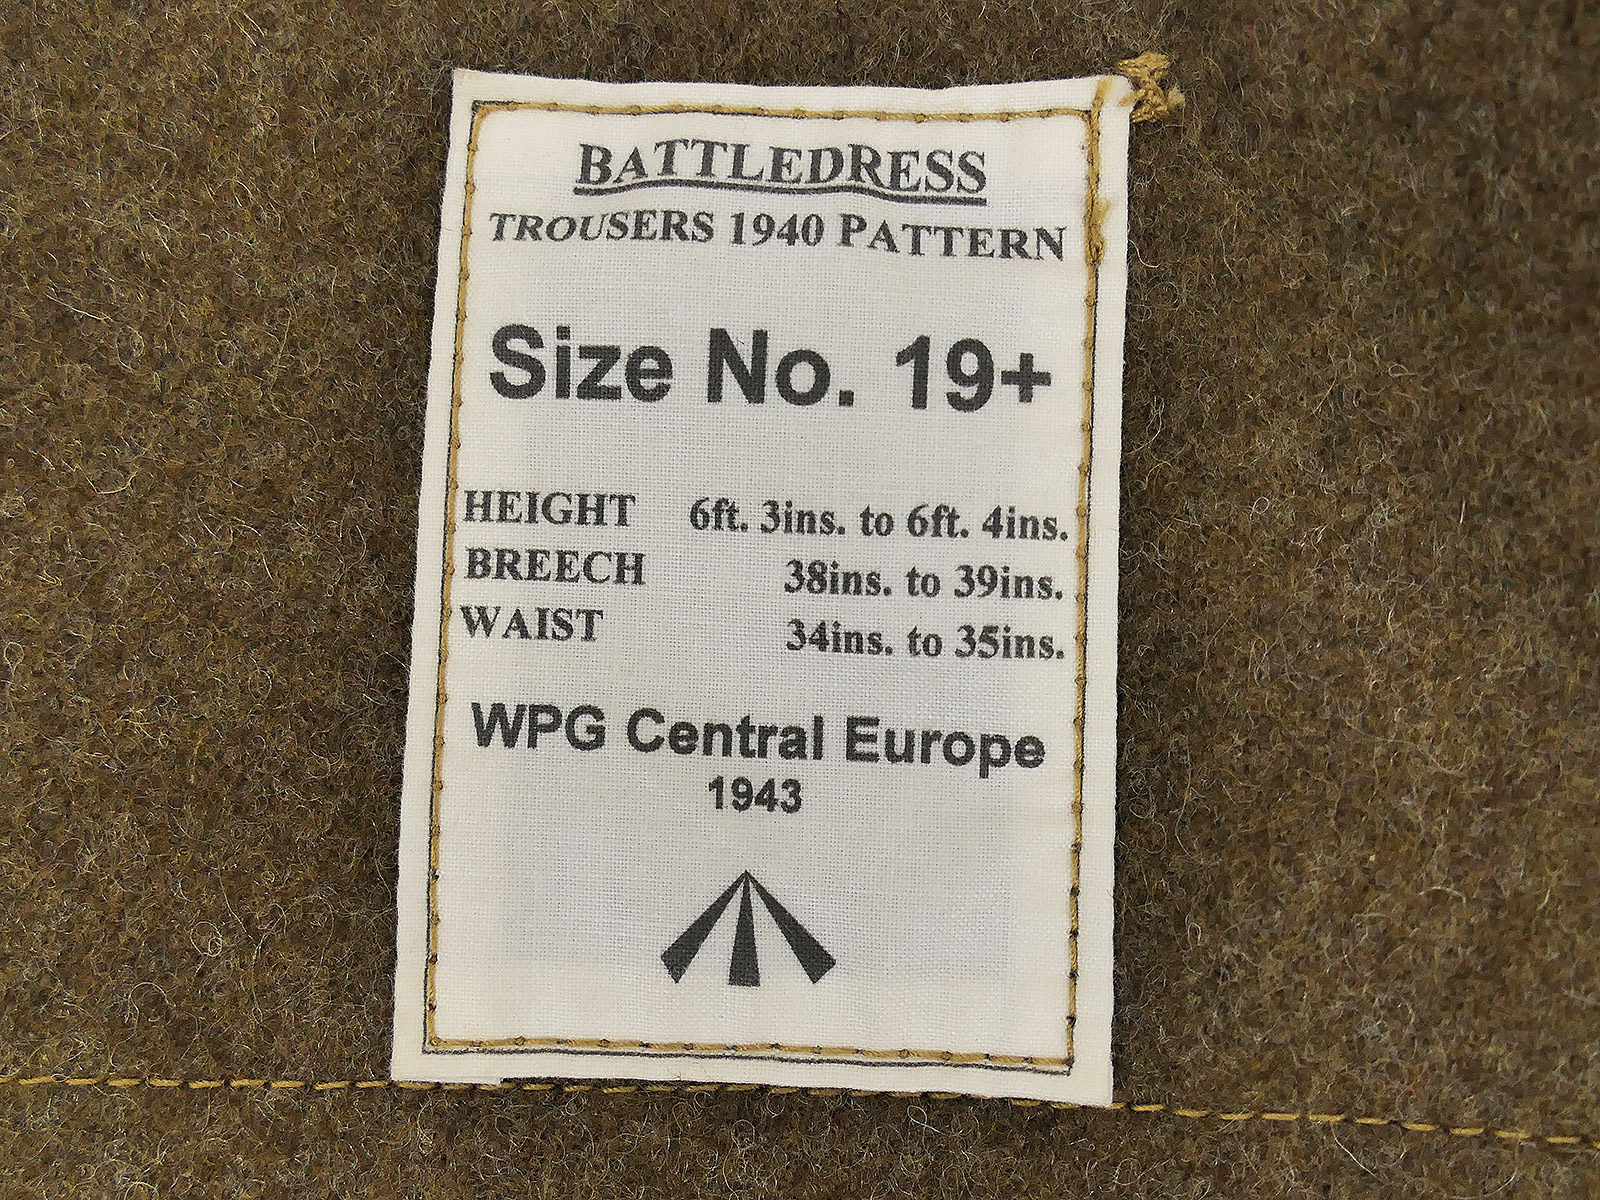 BATTLEDRESS
TROUSERS 1940 PATTERN
Size No. 19+
HEIGHT 6ft. 3ins. to 6ft. 4ins.
BREECH 38ins. to 39ins.
WAIST 34ins. to 35ins.
WPG Central Europe
1943